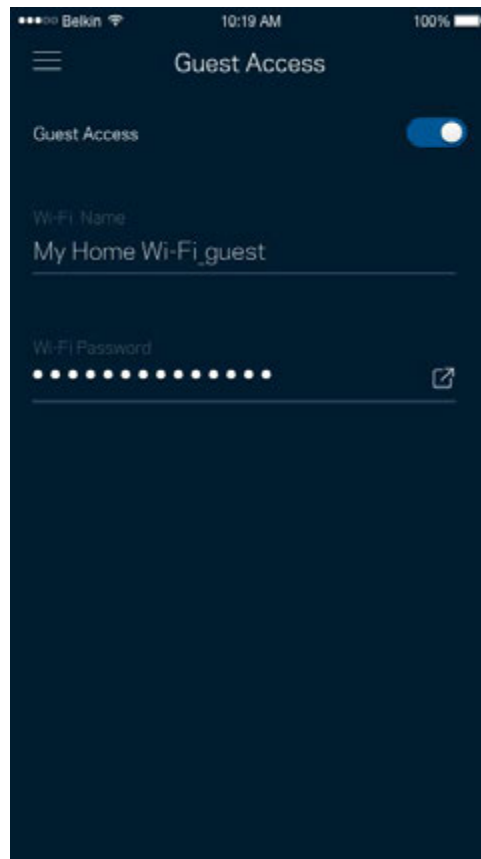 Belkin 10:19 AM 100%
Guest Access
Guest Access
Wi-Fi Name
My Home Wi-Fi_guest
Wi-Fi Password
••••••••••••••